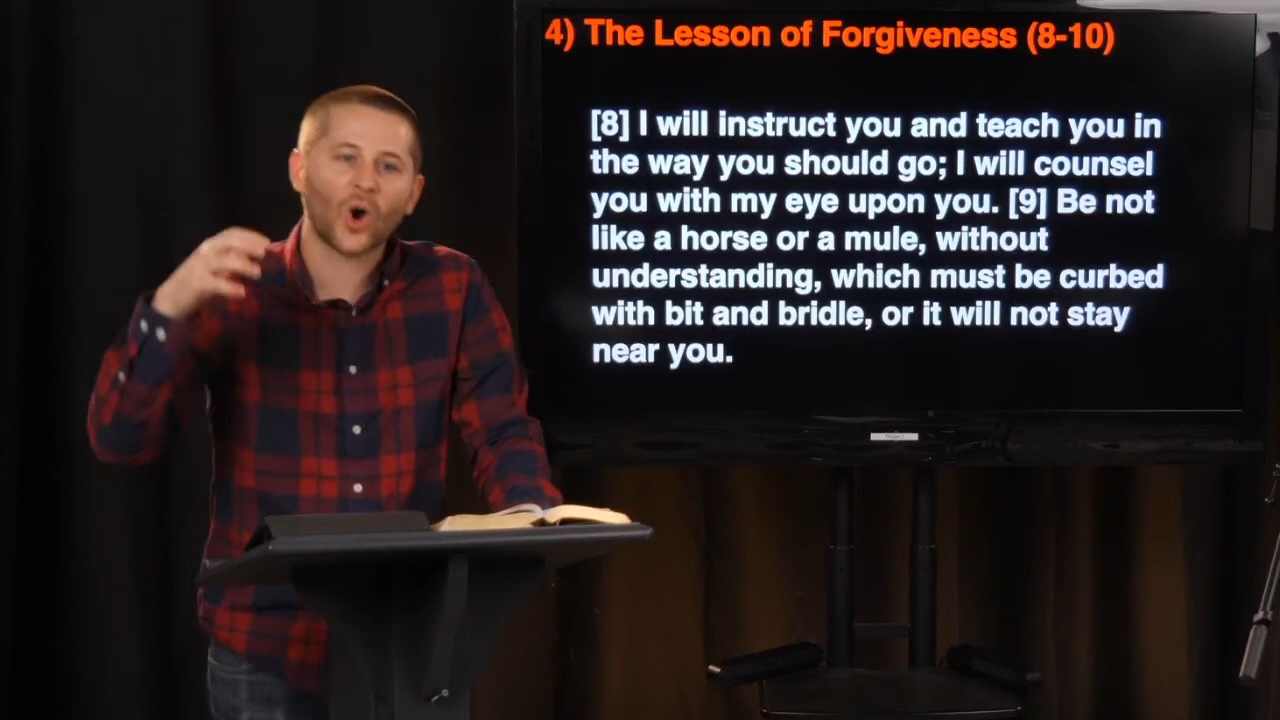 4) The Lesson of Forgiveness (8-10)
[8] I will instruct you and teach you in
the way you should go; I will counsel
you with my eye upon you. [9] Be not
like a horse or a mule, without
understanding, which must be curbed
with bit and bridle, or it will not stay
near you.